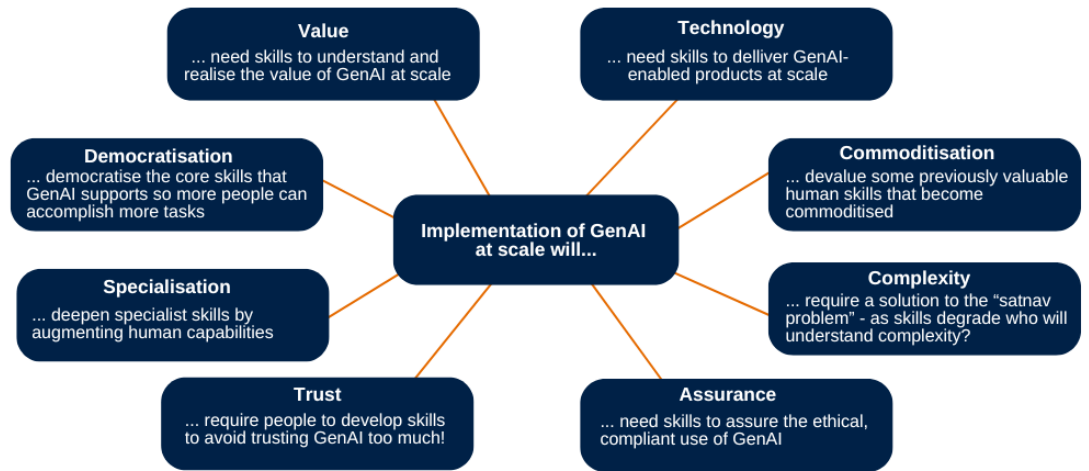 Value
... need skills to understand and
realise the value of GenAI at scale
Technology
... need skills to delliver GenAI-
enabled products at scale
Democratisation
... democratise the core skills that
GenAI supports so more people can
accomplish more tasks
Commoditisation
... devalue some previously valuable
human skills that become
commoditised
Implementation of GenAI
at scale will...
Specialisation
... deepen specialist skills by
augmenting human capabilities
Complexity
... require a solution to the “satnav
problem” - as skills degrade who will
understand complexity?
Trust
... require people to develop skills
to avoid trusting GenAI too much!
Assurance
... need skills to assure the ethical,
compliant use of GenAI